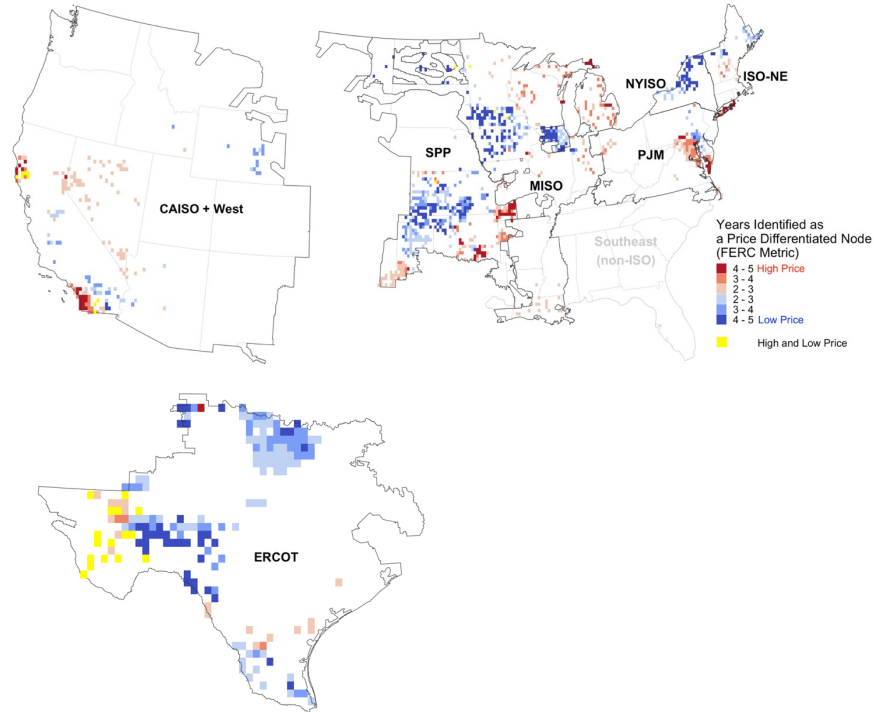 NYISO
ISO-NE
SPP
PJM
MISO
CAISO + West
Southeast
(non-ISO)
Years Identified as
a Price Differentiated Node
(FERC Metric)
4 - 5 High Price
3 - 4
2 - 3
2 - 3
3 - 4
4 - 5 Low Price
High and Low Price
ERCOT